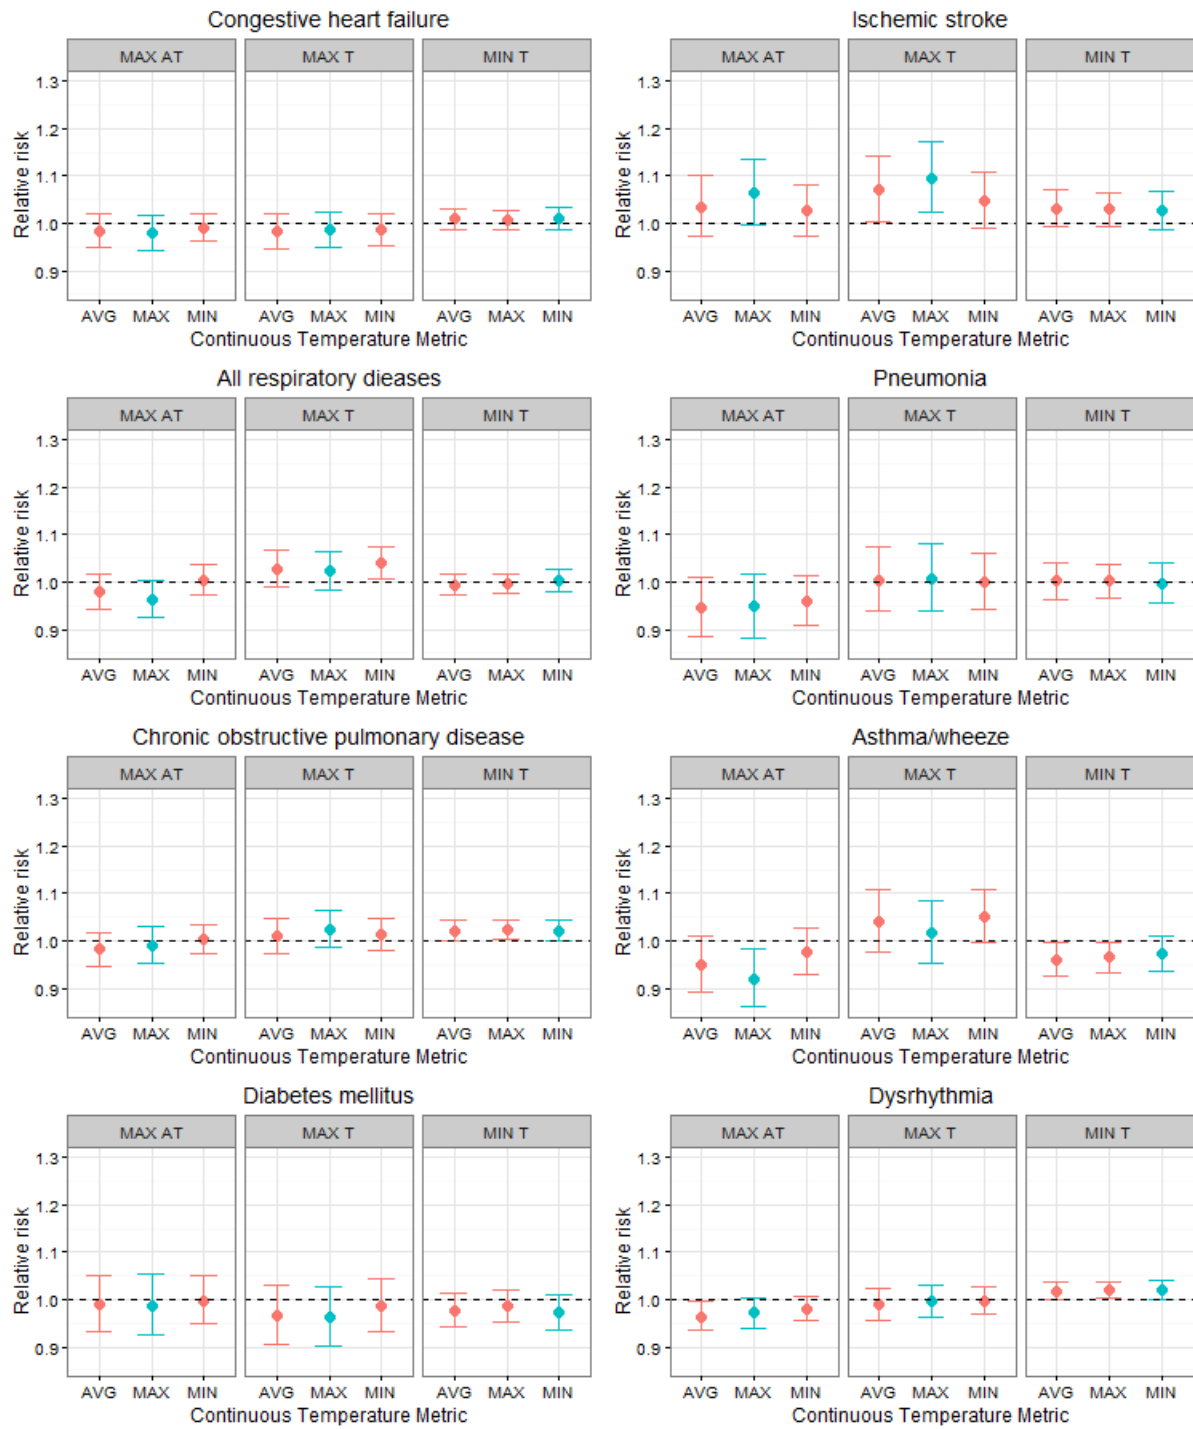 Congestive heart failure
MAX AT MAX T MIN T
Relative risk
1.3
1.2
1.1
1.0
0.9
AVG MAX MIN AVG MAX MIN AVG MAX MIN
Continuous Temperature Metric
Ischemic stroke
MAX AT MAX T MIN T
Relative risk
1.3
1.2
1.1
1.0
0.9
AVG MAX MIN AVG MAX MIN AVG MAX MIN
Continuous Temperature Metric
All respiratory dieases
MAX AT MAX T MIN T
Relative risk
1.3
1.2
1.1
1.0
0.9
AVG MAX MIN AVG MAX MIN AVG MAX MIN
Continuous Temperature Metric
Pneumonia
MAX AT MAX T MIN T
Relative risk
1.3
1.2
1.1
1.0
0.9
AVG MAX MIN AVG MAX MIN AVG MAX MIN
Continuous Temperature Metric
Chronic obstructive pulmonary disease
MAX AT MAX T MIN T
Relative risk
1.3
1.2
1.1
1.0
0.9
AVG MAX MIN AVG MAX MIN AVG MAX MIN
Continuous Temperature Metric
Asthma/wheeze
MAX AT MAX T MIN T
Relative risk
1.3
1.2
1.1
1.0
0.9
AVG MAX MIN AVG MAX MIN AVG MAX MIN
Continuous Temperature Metric
Diabetes mellitus
MAX AT MAX T MIN T
Relative risk
1.3
1.2
1.1
1.0
0.9
AVG MAX MIN AVG MAX MIN AVG MAX MIN
Continuous Temperature Metric
Dysrhythmia
MAX AT MAX T MIN T
Relative risk
1.3
1.2
1.1
1.0
0.9
AVG MAX MIN AVG MAX MIN AVG MAX MIN
Continuous Temperature Metric